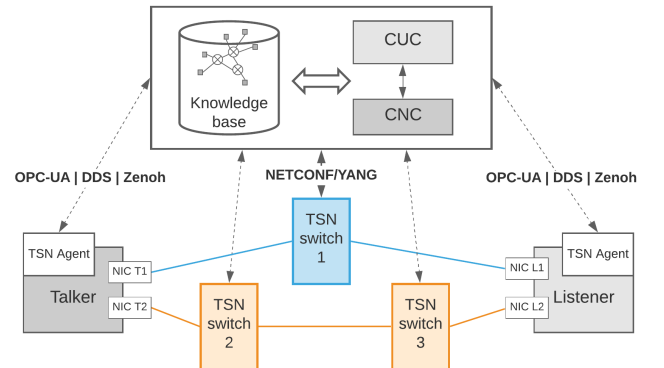 CUC
Knowledge
base
CNC
OPC-UA | DDS | Zenoh
NETCONF/YANG
OPC-UA | DDS | Zenoh
TSN Agent
Talker
NIC T1
NIC T2
TSN
switch
1
TSN
switch
2
TSN
switch
3
NIC L1
NIC L2
TSN Agent
Listener